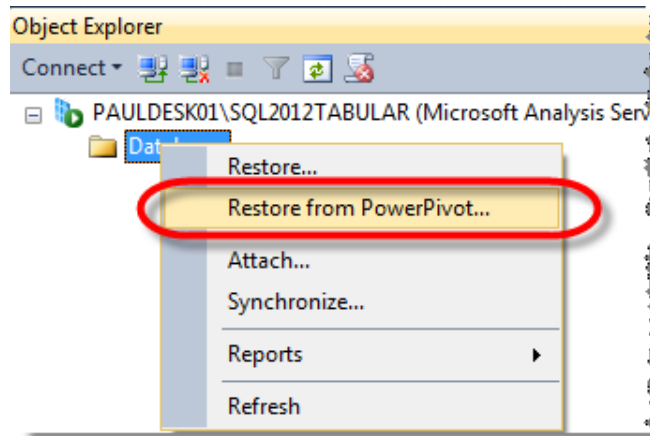 Object Explorer
Connect
PAULDESK01\SQL2012TABULAR (Microsoft Analysis Serv
Restore...
Restore from PowerPivot...
Attach...
Synchronize...
Reports
Refresh